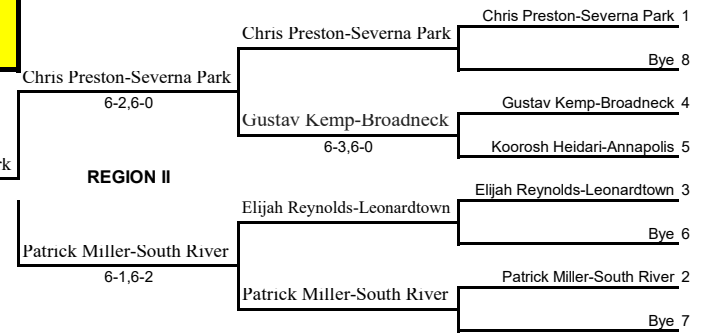 Chris Preston-Severna Park 1
Chris Preston-Severna Park
Bye 8
Chris Preston-Severna Park
6-2,6-0
Gustav Kemp-Broadneck 4
Gustav Kemp-Broadneck
6-3,6-0
Koorosh Heidari-Annapolis 5
REGION II
Elijah Reynolds-Leonardtown 3
Elijah Reynolds-Leonardtown
Bye 6
Patrick Miller-South River
6-1,6-2
Patrick Miller-South River 2
Patrick Miller-South River
Bye 7